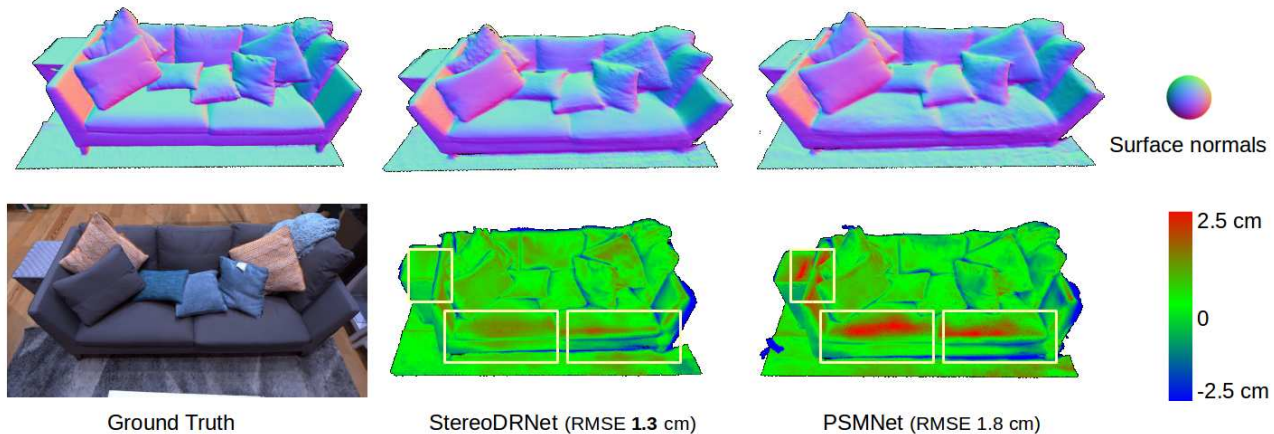 Surface normals
2.5 cm
0
-2.5 cm
Ground Truth
StereoDRNet (RMSE 1.3 cm)
PSMNet (RMSE 1.8 cm)